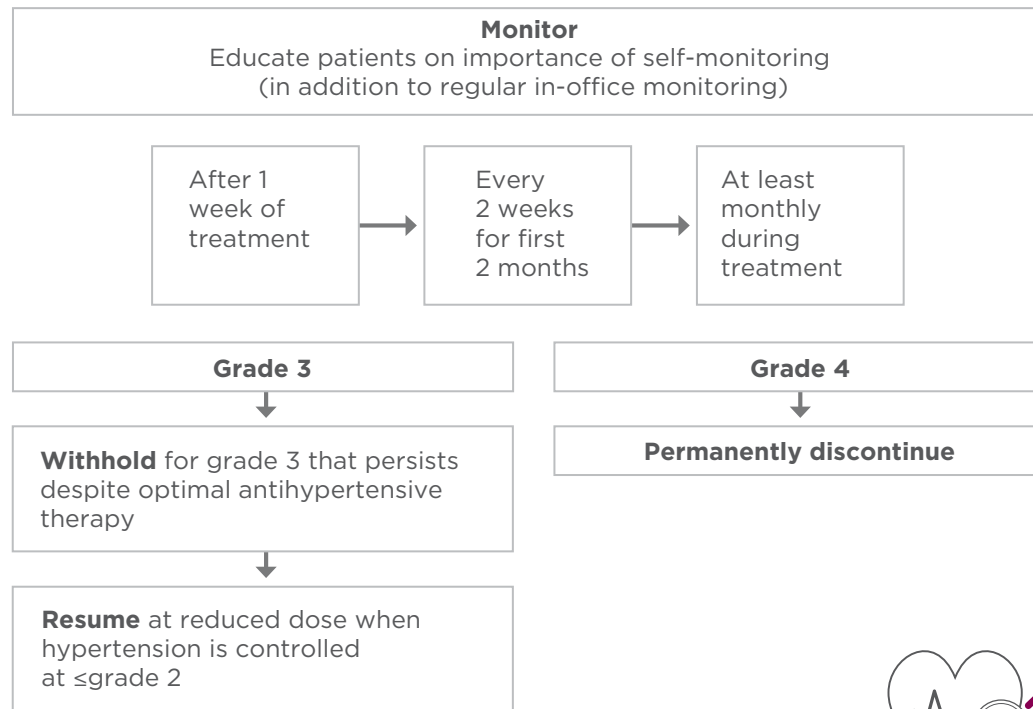 Monitor
Educate patients on importance of self-monitoring
(in addition to regular in-office monitoring)
After 1
week of
treatment
Every
2 weeks
for first
2 months
At least
monthly
during
treatment
Grade 3
Withhold for grade 3 that persists
despite optimal antihypertensive
therapy
Resume at reduced dose when
hypertension is controlled
at ≤grade 2
Grade 4
Permanently discontinue